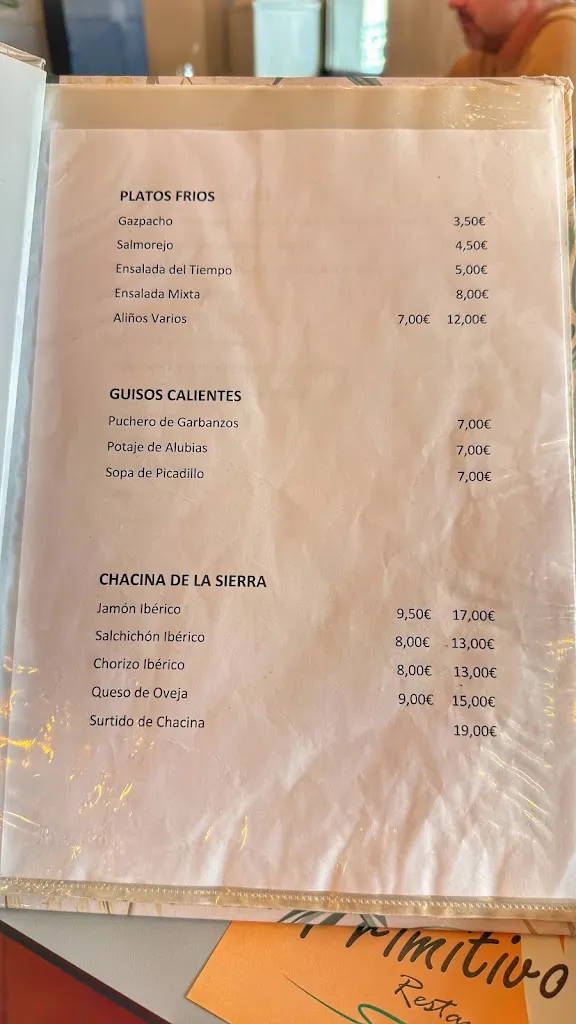 PLATOS FRIOS
Gazpacho 3,50€
Salmorejo 4,50€
Ensalada del Tiempo 5,00€
Ensalada Mixta 8,00€
Aliños Varios 7,00€ 12,00€
GUISOS CALIENTES
Puchero de Garbanzos 7,00€
Potaje de Alubias 7,00€
Sopa de Picadillo 7,00€
CHACINA DE LA SIERRA
Jamón Ibérico 9,50€ 17,00€
Salchichón Ibérico 8,00€ 13,00€
Chorizo Ibérico 8,00€ 13,00€
Queso de Oveja 9,00€ 15,00€
Surtido de Chacina 19,00€
Primitivo